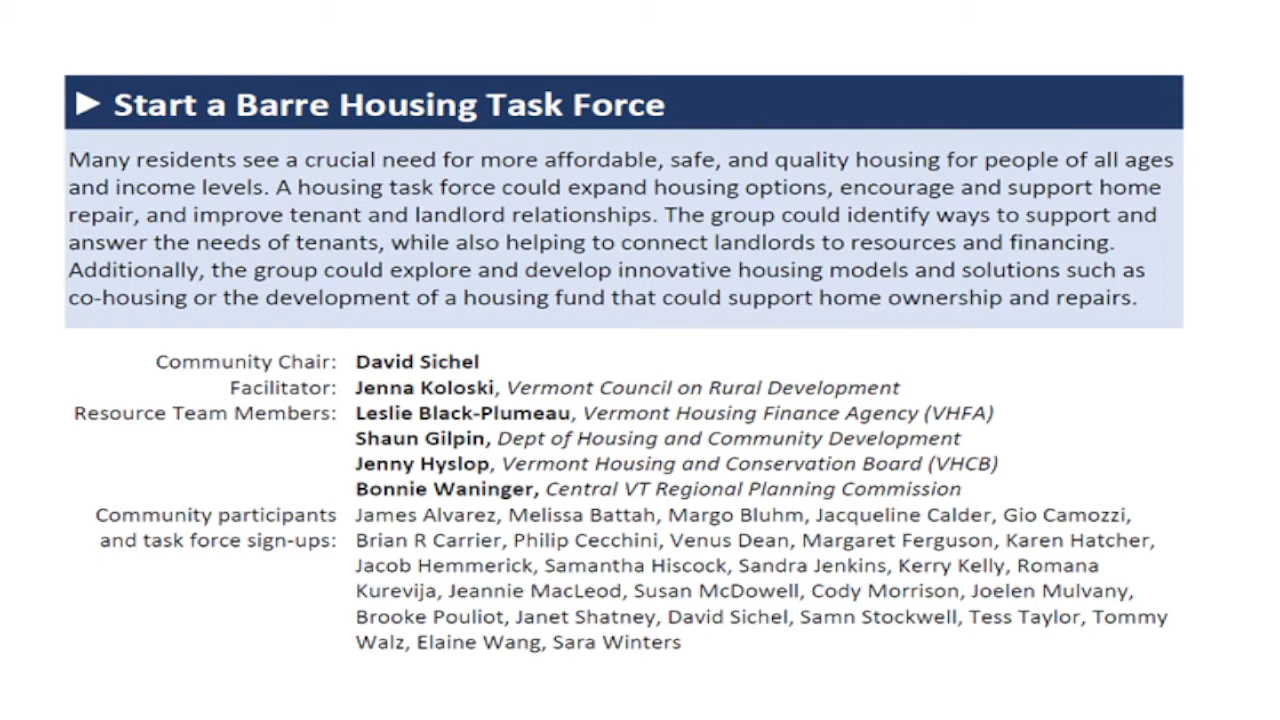 ► Start a Barre Housing Task Force
Many residents see a crucial need for more affordable, safe, and quality housing for people of all ages
and income levels. A housing task force could expand housing options, encourage and support home
repair, and improve tenant and landlord relationships. The group could identify ways to support and
answer the needs of tenants, while also helping to connect landlords to resources and financing.
Additionally, the group could explore and develop innovative housing models and solutions such as
co-housing or the development of a housing fund that could support home ownership and repairs.
Community Chair: David Sichel
Facilitator: Jenna Koloski, Vermont Council on Rural Development
Resource Team Members: Leslie Black-Plumeau, Vermont Housing Finance Agency (VHFA)
Shaun Gilpin, Dept of Housing and Community Development
Jenny Hyslop, Vermont Housing and Conservation Board (VHCB)
Bonnie Waninger, Central VT Regional Planning Commission
Community participants James Alvarez, Melissa Battah, Margo Bluhm, Jacqueline Calder, Gio Camozzi,
and task force sign-ups: Brian R Carrier, Philip Cecchini, Venus Dean, Margaret Ferguson, Karen Hatcher,
Jacob Hemmerick, Samantha Hiscock, Sandra Jenkins, Kerry Kelly, Romana
Kurevija, Jeannie MacLeod, Susan McDowell, Cody Morrison, Joelen Mulvany,
Brooke Pouliot, Janet Shatney, David Sichel, Samn Stockwell, Tess Taylor, Tommy
Walz, Elaine Wang, Sara Winters